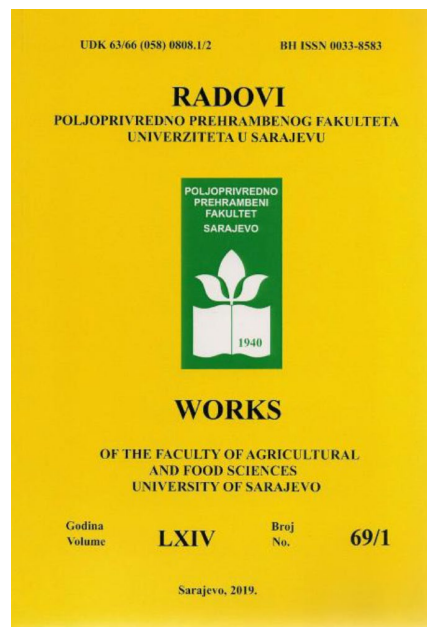 UDK 63/66 (058) 0808.1/2 BH ISSN 0033-8583
RADOVI
POLJOPRIVREDNO PREHRAMBENOG FAKULTETA
UNIVERZITETA U SARAJEVU
POLJOPRIVREDNO
PREHRAMBENI
FAKULTET
SARAJEVO
1940
WORKS
OF THE FACULTY OF AGRICULTURAL
AND FOOD SCIENCES
UNIVERSITY OF SARAJEVO
Godina Broj
Volume LXIV No. 69/1
Sarajevo, 2019.